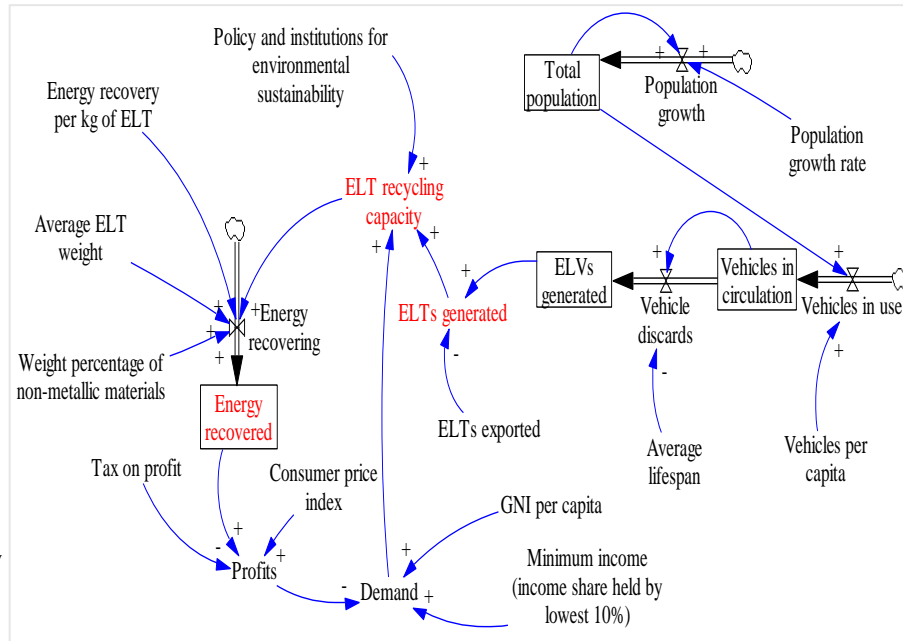 Policy and institutions for
environmental
sustainability
Energy recovery
per kg of ELT
Total
population
+
+
Population
growth
Population
growth rate
+
ELT recycling
capacity
+
+
Average ELT
weight
ELVs
generated
+
Vehicle
discards
Vehicles in
circulation
+
Vehicles in use
+
ELTs generated
+
-
+
+
+
+
Energy
recovering
Weight percentage of
non-metallic materials
-
+
Energy
recovered
ELTs exported
Average
lifespan
Vehicles per
capita
Tax on profit
Consumer price
index
GNI per capita
-
+
+
Profits
+
-
Demand
+
Minimum income
(income share held by
lowest 10%)